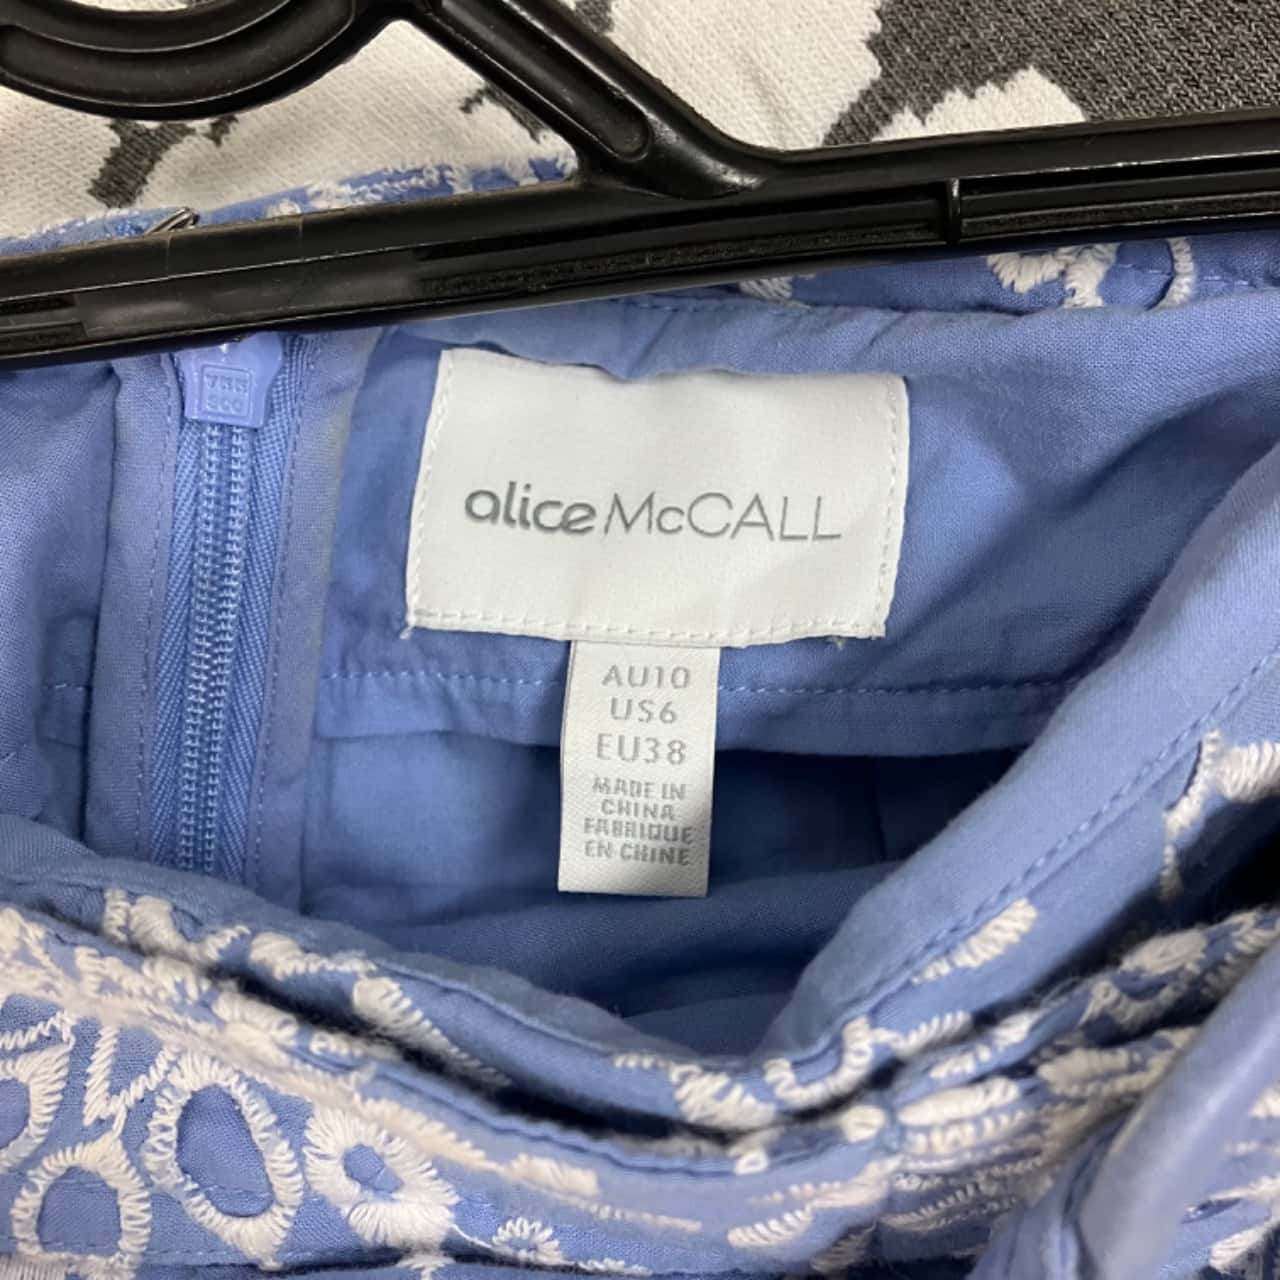 alice McCALL
AU10
US6
EU38
MADE IN
CHINA
FABRIQUE
EN CHINE